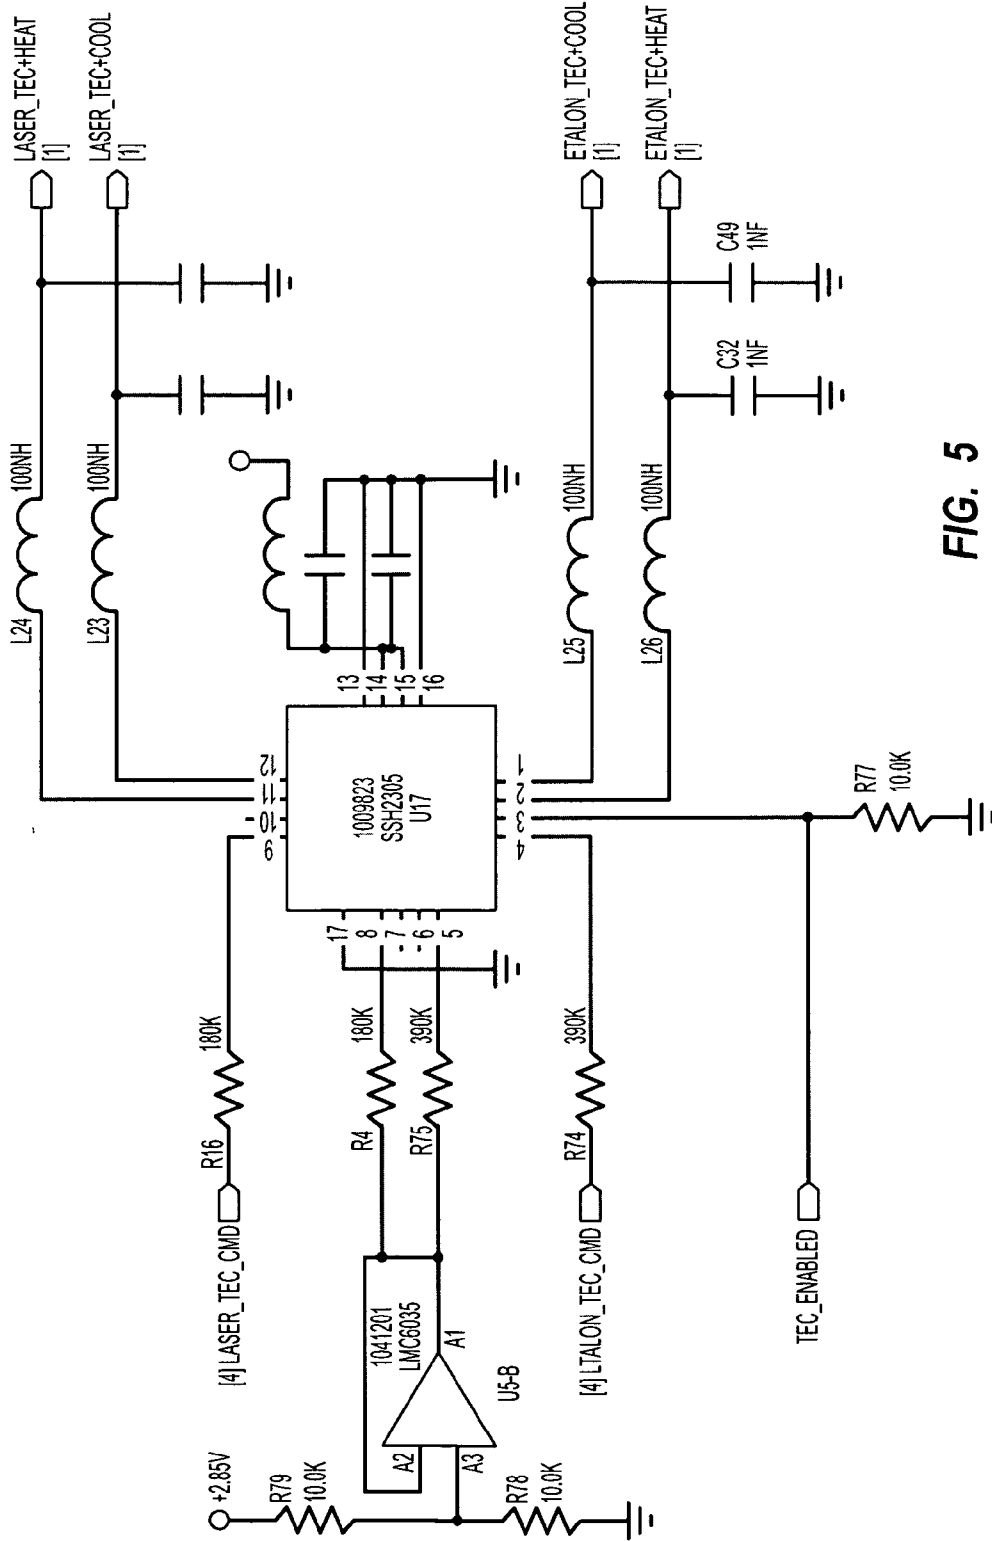 LASER_TEC+HEAT
[1]
LASER_TEC+COOL
[1]
ETALON_TEC+COOL
[1]
ETALON_TEC+HEAT
[1]
L24
100NH
L23
100NH
L25
100NH
L26
100NH
C49
1NF
C32
1NF
1009823
SSH2305
U17
12
11
10
9
13
14
15
16
1
2
3
4
17
8
7
6
5
R16
180K
R4
180K
R75
390K
R74
390K
R77
10.0K
[4] LASER_TEC_CMD
[4] LTALON_TEC_CMD
TEC_ENABLED
1041201
LMC6035
A1
A2
A3
U5-B
+2.85V
R79
10.0K
R78
10.0K
FIG. 5